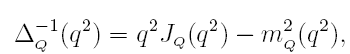 Δ_Q^{-1}(q^2) = q^2 J_Q(q^2) − m_Q^2(q^2),